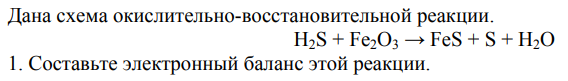 Дана схема окислительно-восстановительной реакции.
H₂S + Fe₂O₃ → FeS + S + H₂O
1. Составьте электронный баланс этой реакции.